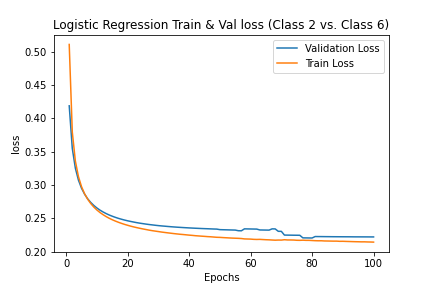 Logistic Regression Train & Val loss (Class 2 vs. Class 6)
Validation Loss
Train Loss
0.50
0.45
0.40
0.35
0.30
0.25
0.20
loss
0
20
40
60
80
100
Epochs